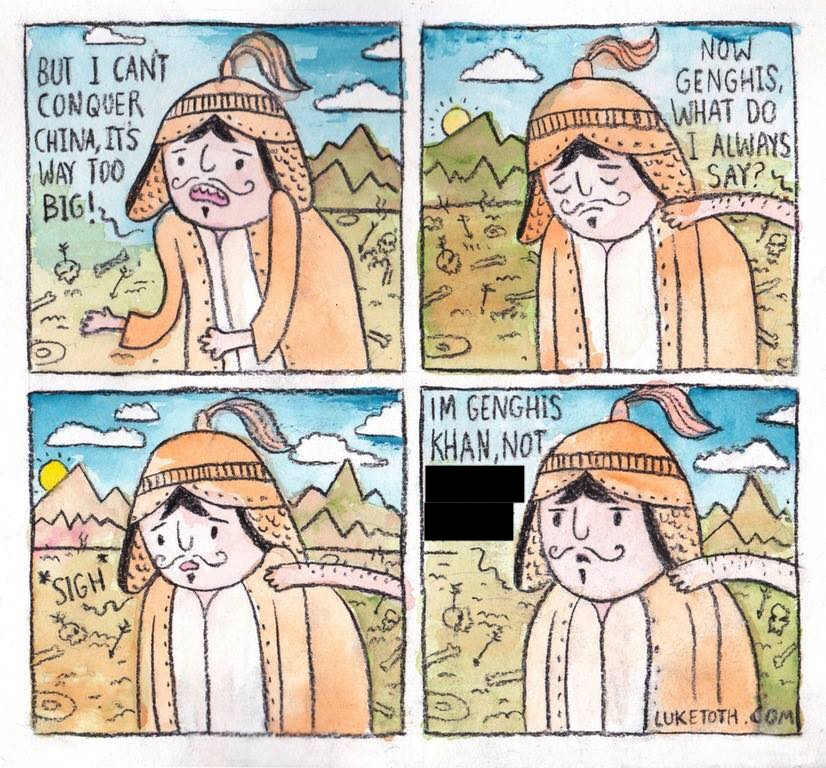 BUT I CAN'T
CONQUER
CHINA, IT'S
WAY TOO
BIG!
NOW
GENGHIS,
WHAT DO
I ALWAYS
SAY?
*SIGH*
IM GENGHIS
KHAN, NOT
LUKETOTH.COM